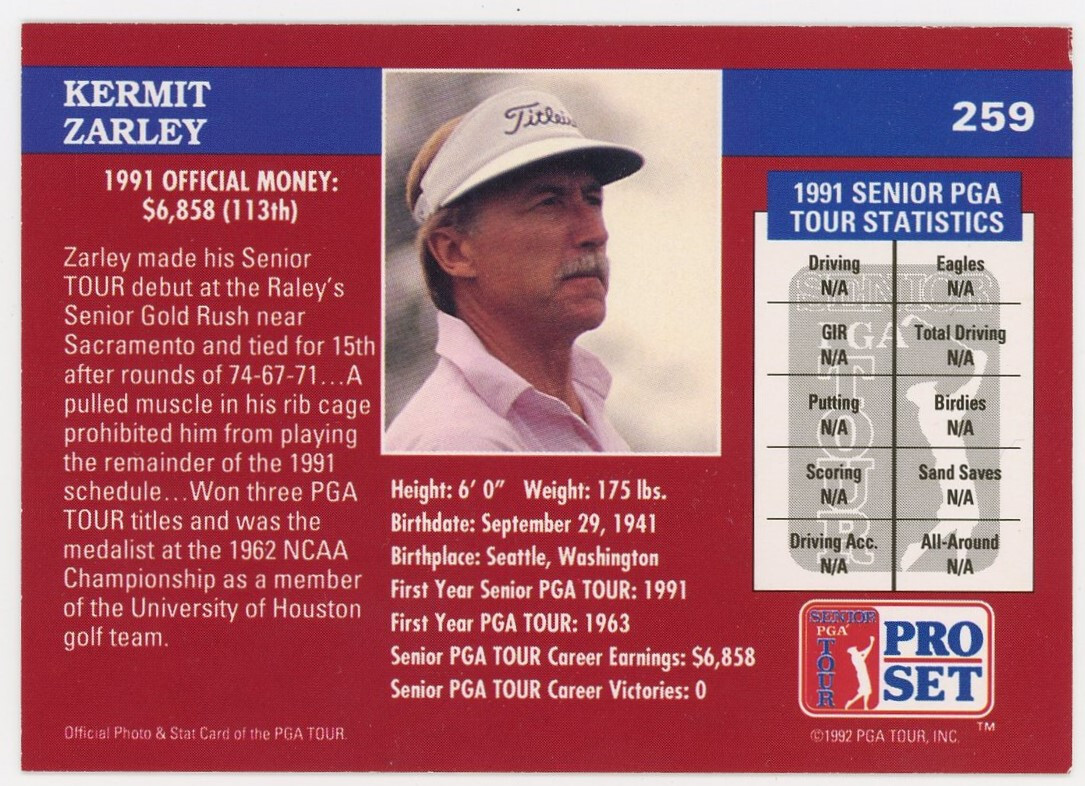 KERMIT
ZARLEY
259
1991 OFFICIAL MONEY:
$6,858 (113th)
Zarley made his Senior
TOUR debut at the Raley's
Senior Gold Rush near
Sacramento and tied for 15th
after rounds of 74-67-71...A
pulled muscle in his rib cage
prohibited him from playing
the remainder of the 1991
schedule...Won three PGA
TOUR titles and was the
medalist at the 1962 NCAA
Championship as a member
of the University of Houston
golf team.
Official Photo & Stat Card of the PGA TOUR.
Titleis
Height: 6' 0" Weight: 175 lbs.
Birthdate: September 29, 1941
Birthplace: Seattle, Washington
First Year Senior PGA TOUR: 1991
First Year PGA TOUR: 1963
Senior PGA TOUR Career Earnings: $6,858
Senior PGA TOUR Career Victories: 0
1991 SENIOR PGA
TOUR STATISTICS
Driving Eagles
N/A N/A
GIR Total Driving
N/A N/A
Putting Birdies
N/A N/A
Scoring Sand Saves
N/A N/A
Driving Acc. All-Around
N/A N/A
SENIOR
PGA
TOUR
SENIOR
PGA
TOUR
PRO
SET
TM
©1992 PGA TOUR, INC.